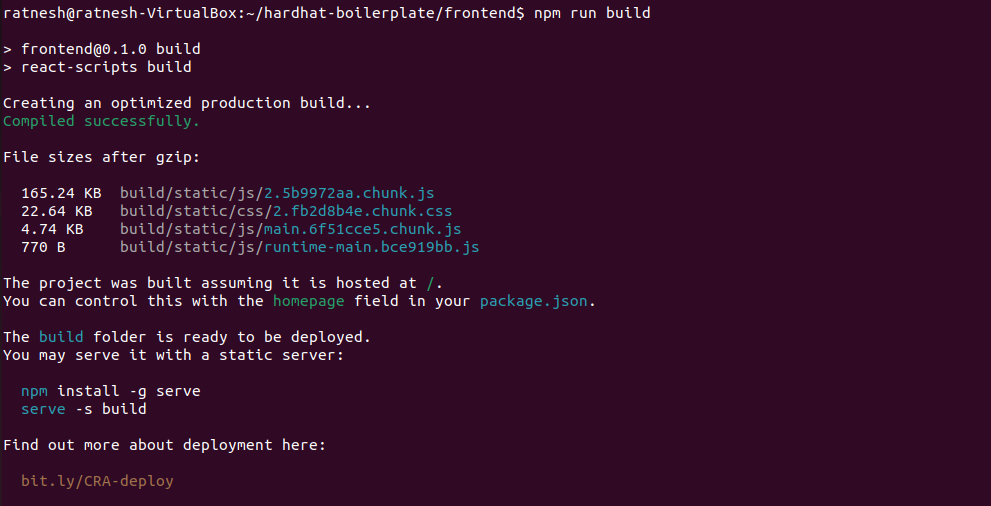 ratnesh@ratnesh-VirtualBox:~/hardhat-boilerplate/frontend$ npm run build
> frontend@0.1.0 build
> react-scripts build
Creating an optimized production build...
Compiled successfully.
File sizes after gzip:
165.24 KB  build/static/js/2.5b9972aa.chunk.js
22.64 KB   build/static/css/2.fb2d8b4e.chunk.css
4.74 KB    build/static/js/main.6f51cce5.chunk.js
770 B      build/static/js/runtime-main.bce919bb.js
The project was built assuming it is hosted at /.
You can control this with the homepage field in your package.json.
The build folder is ready to be deployed.
You may serve it with a static server:
npm install -g serve
serve -s build
Find out more about deployment here:
bit.ly/CRA-deploy